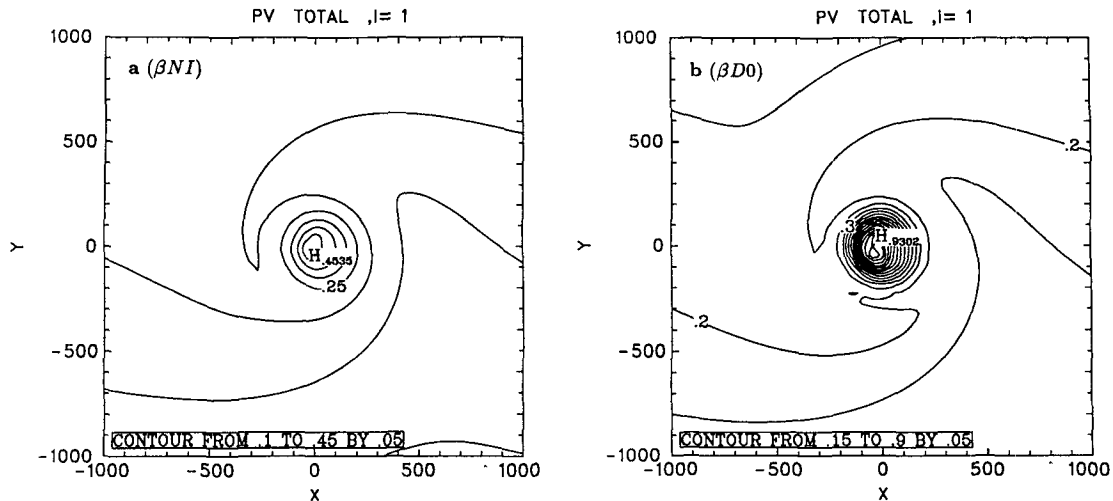 PV TOTAL ,I= 1
a (βNI)
1000
500
0
-500
-1000
Y
H.4535
.25
CONTOUR FROM .1 TO .45 BY .05
-1000
-500
0
500
1000
X
PV TOTAL ,I= 1
b (βD0)
1000
500
0
-500
-1000
Y
.2
.3
H.9302
.2
CONTOUR FROM .15 TO .9 BY .05
-1000
-500
0
500
1000
X